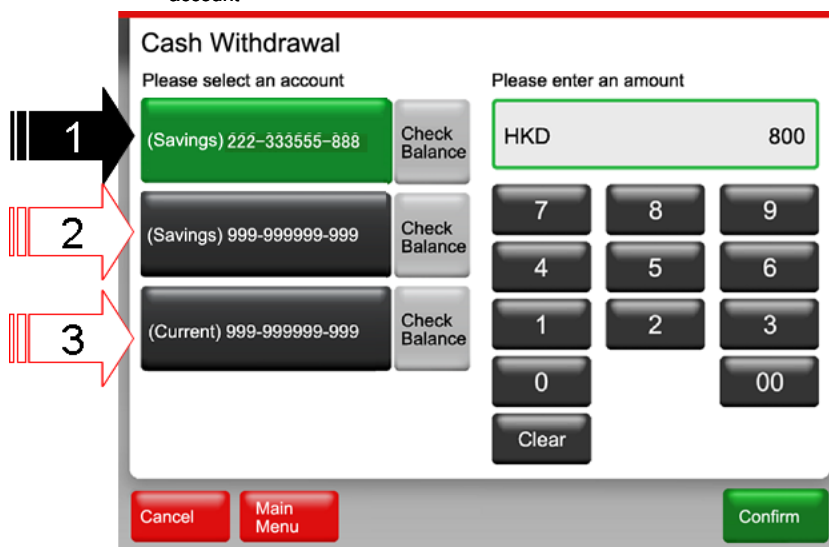 account
Cash Withdrawal
Please select an account
Please enter an amount
1
(Savings) 222-333555-888
Check
Balance
HKD 800
2
(Savings) 999-999999-999
Check
Balance
3
(Current) 999-999999-999
Check
Balance
7 8 9
4 5 6
1 2 3
0 00
Clear
Cancel
Main
Menu
Confirm